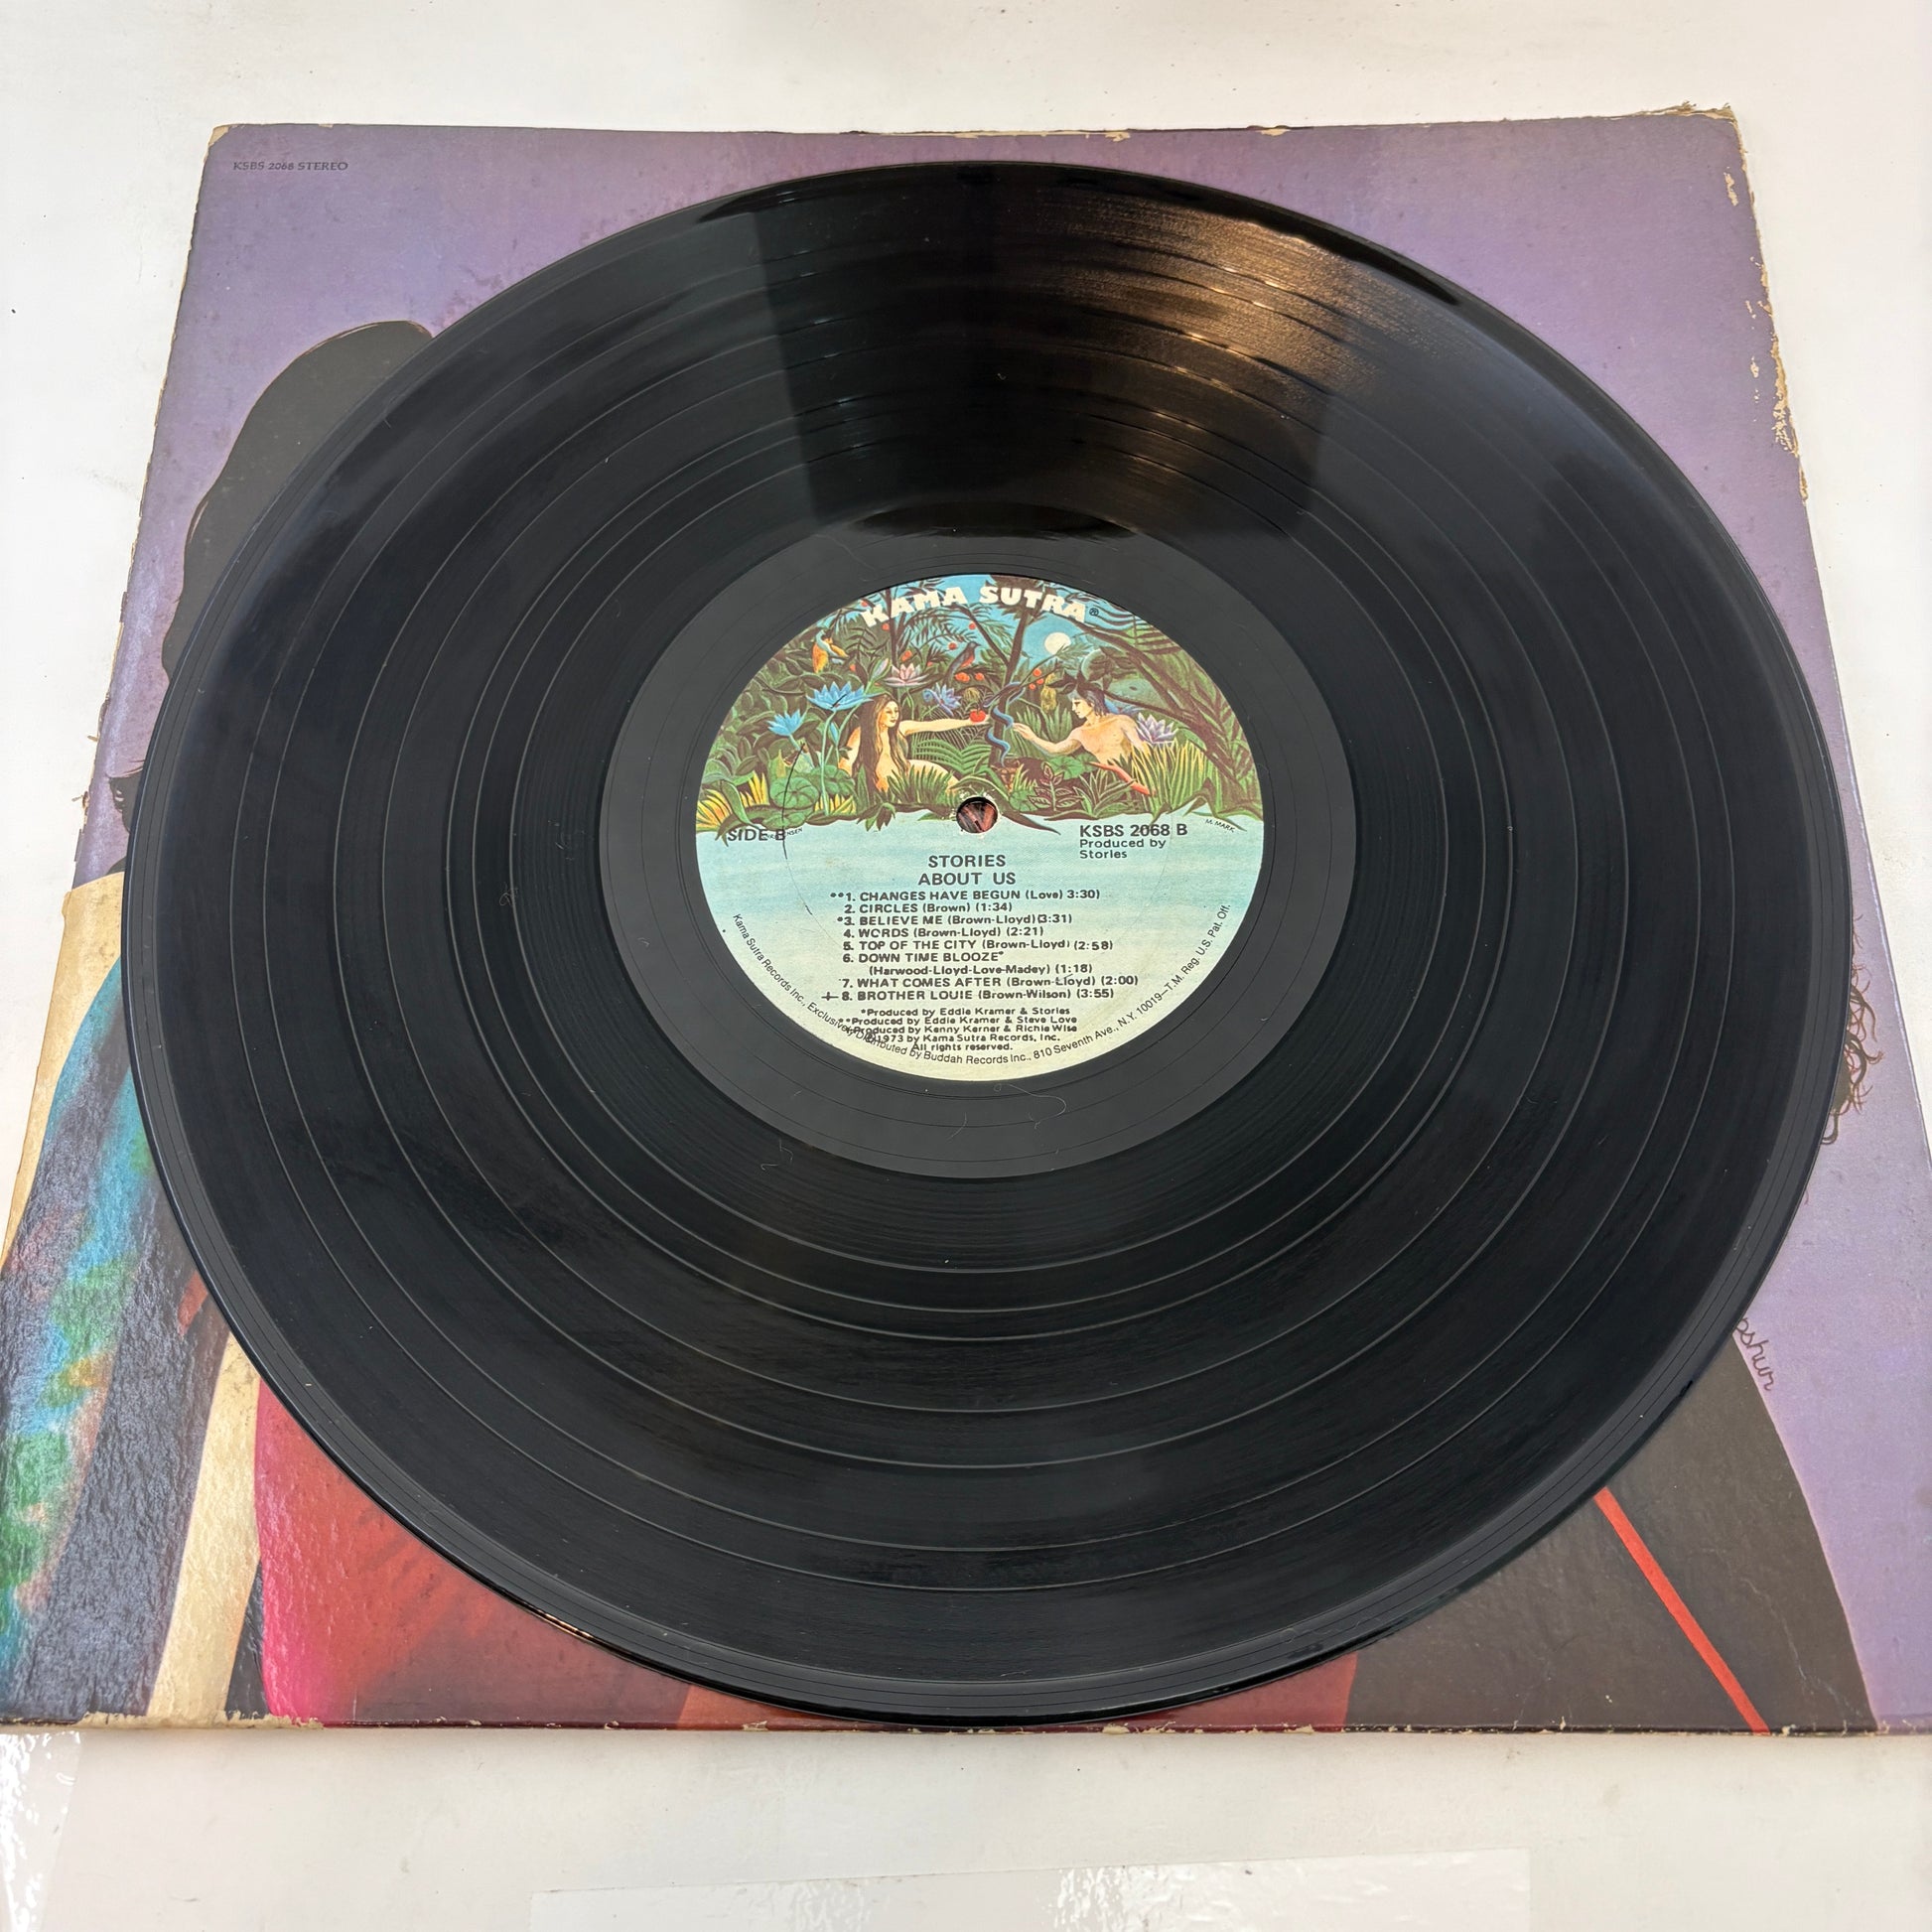 KSBS 2068 STEREO
KAMA SUTRA®
SIDE B
KSBS 2068 B
M. MARK
Produced by
Stories
STORIES
ABOUT US
**1. CHANGES HAVE BEGUN (Love) 3:30)
2. CIRCLES (Brown) (1:34)
*3. BELIEVE ME (Brown-Lloyd)(3:31)
4. WORDS (Brown-Lloyd) (2:21)
5. TOP OF THE CITY (Brown-Lloyd) (2:58)
6. DOWN TIME BLOOZE*
(Harwood-Lloyd-Love-Madey) (1:18)
7. WHAT COMES AFTER (Brown-Lloyd) (2:00)
+8. BROTHER LOUIE (Brown-Wilson) (3:55)
*Produced by Eddie Kramer & Stories
**Produced by Eddie Kramer & Steve Love
+Produced by Kenny Kerner & Richie Wise
℗1973 by Kama Sutra Records, Inc.
All rights reserved.
Kama Sutra Records Inc., Exclusively Distributed by Buddah Records Inc., 810 Seventh Ave., N.Y. 10019—T.M. Reg. U.S. Pat. Off.